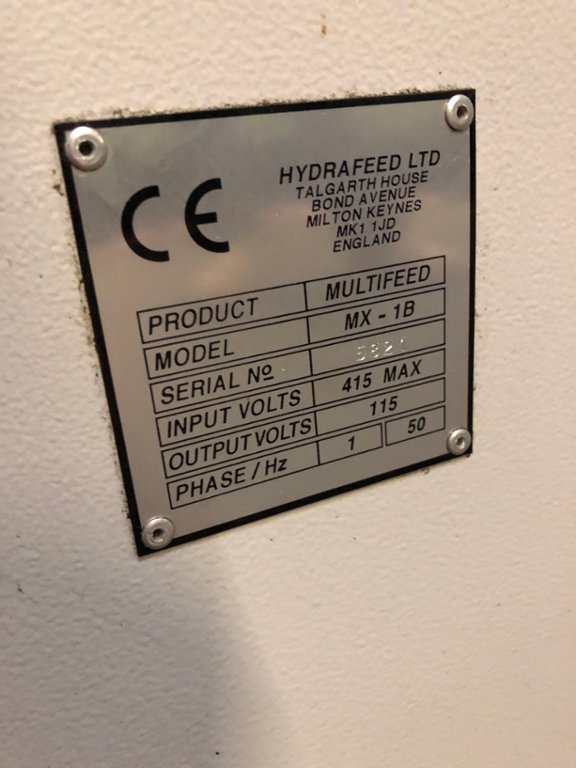 CE
HYDRAFEED LTD
TALGARTH HOUSE
BOND AVENUE
MILTON KEYNES
MK1 1JD
ENGLAND
PRODUCT MULTIFEED
MODEL MX - 1B
SERIAL Nº 5821
INPUT VOLTS 415 MAX
OUTPUT VOLTS 115
PHASE / Hz 1 50